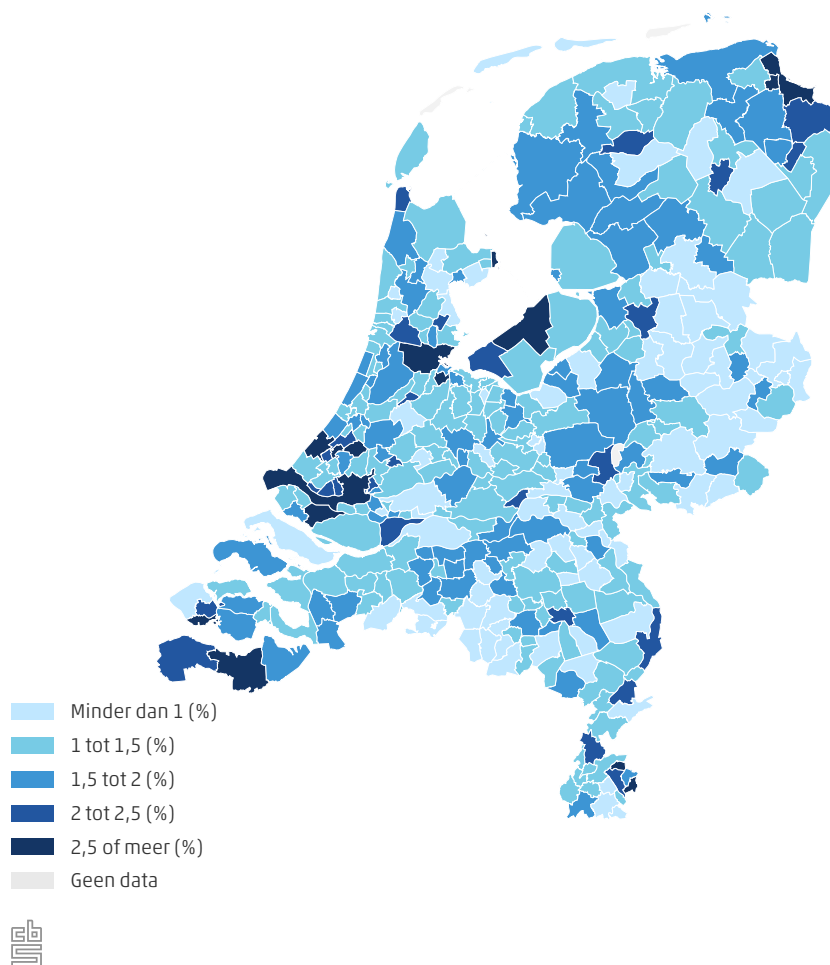 Minder dan 1 (%)
1 tot 1,5 (%)
1,5 tot 2 (%)
2 tot 2,5 (%)
2,5 of meer (%)
Geen data